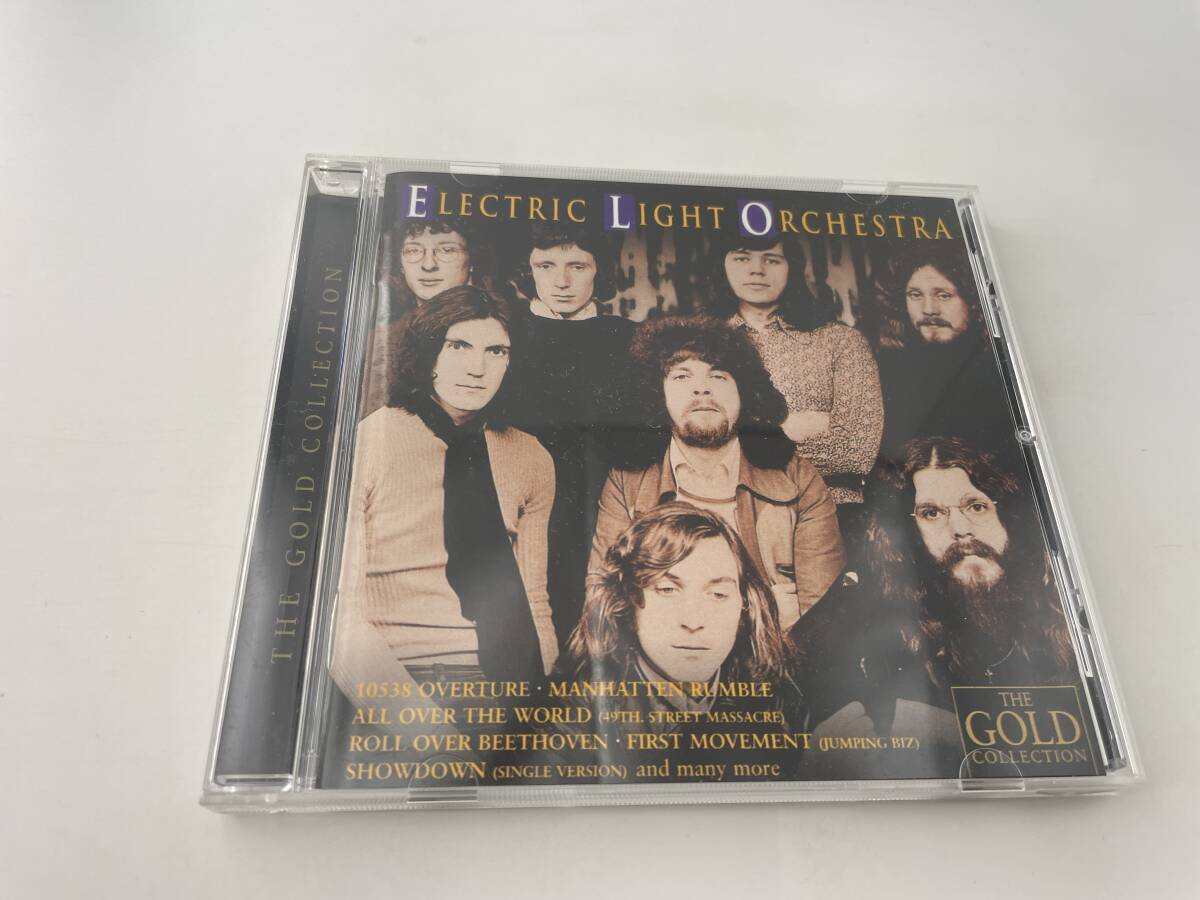 ELECTRIC LIGHT ORCHESTRA
THE GOLD COLLECTION
10538 OVERTURE · MANHATTEN RUMBLE
ALL OVER THE WORLD (49TH. STREET MASSACRE)
ROLL OVER BEETHOVEN · FIRST MOVEMENT (JUMPING BIZ)
SHOWDOWN (SINGLE VERSION) and many more
THE
GOLD
COLLECTION